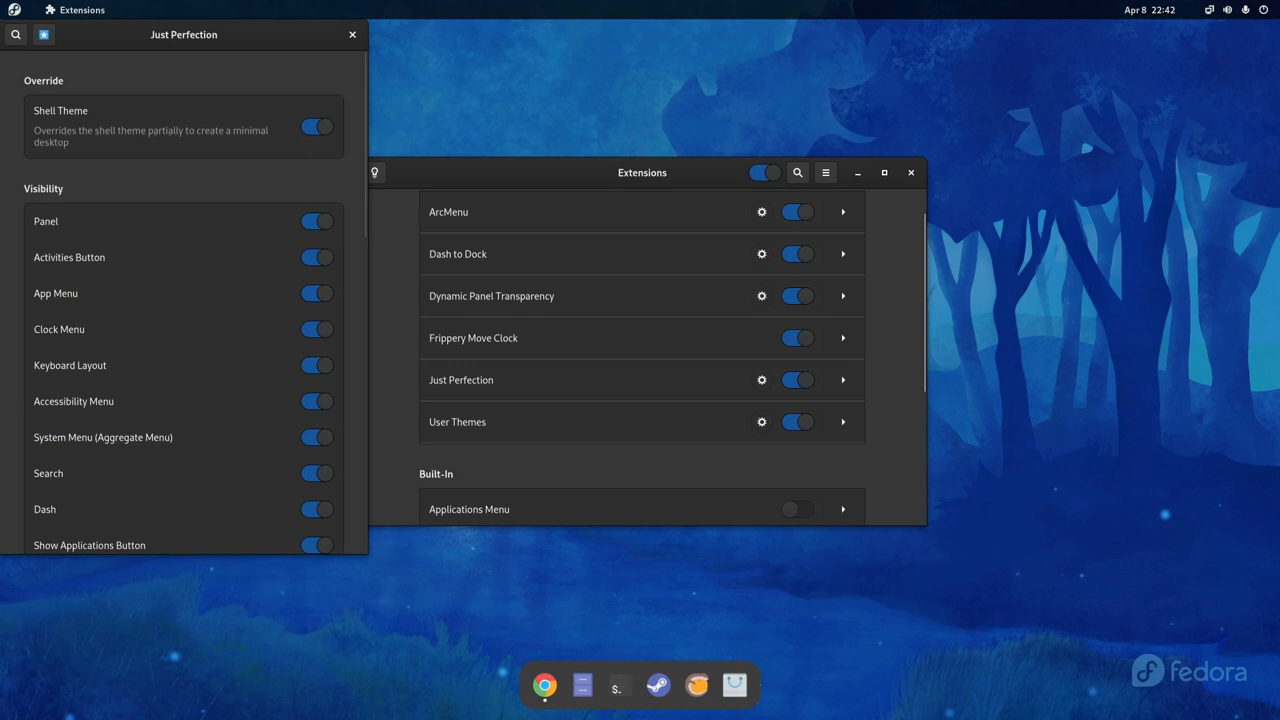 Extensions
Apr 8 22:42
Just Perfection
Override
Shell Theme
Overrides the shell theme partially to create a minimal
desktop
Visibility
Panel
Activities Button
App Menu
Clock Menu
Keyboard Layout
Accessibility Menu
System Menu (Aggregate Menu)
Search
Dash
Show Applications Button
Extensions
ArcMenu
Dash to Dock
Dynamic Panel Transparency
Frippery Move Clock
Just Perfection
User Themes
Built-In
Applications Menu
$.
fedora